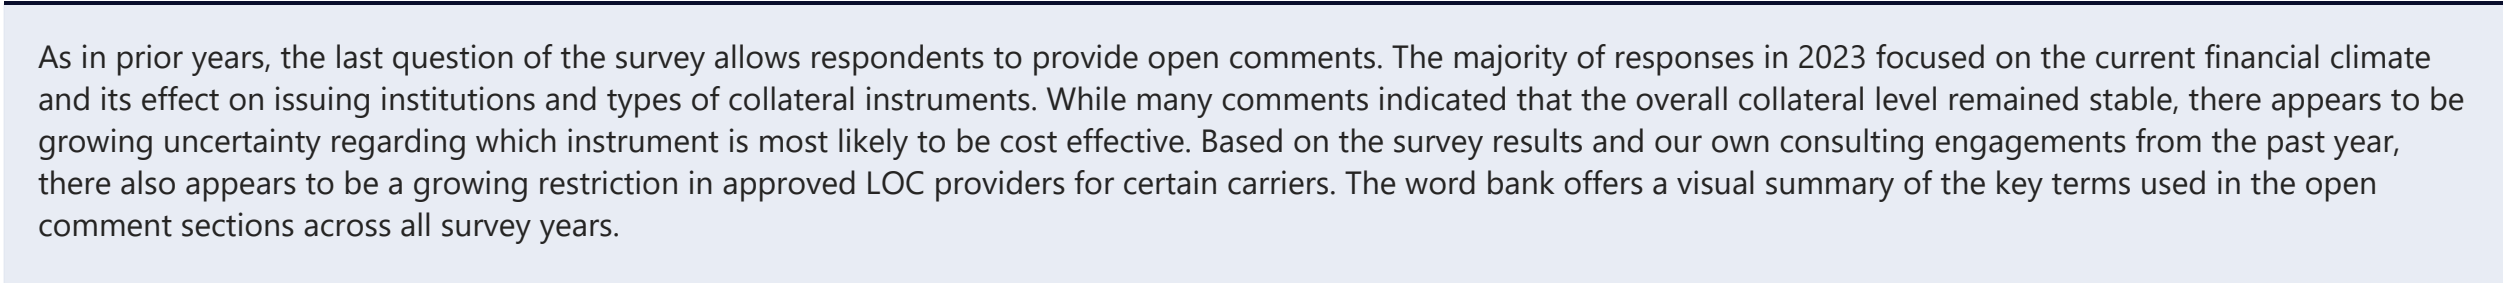 As in prior years, the last question of the survey allows respondents to provide open comments. The majority of responses in 2023 focused on the current financial climate
and its effect on issuing institutions and types of collateral instruments. While many comments indicated that the overall collateral level remained stable, there appears to be
growing uncertainty regarding which instrument is most likely to be cost effective. Based on the survey results and our own consulting engagements from the past year,
there also appears to be a growing restriction in approved LOC providers for certain carriers. The word bank offers a visual summary of the key terms used in the open
comment sections across all survey years.